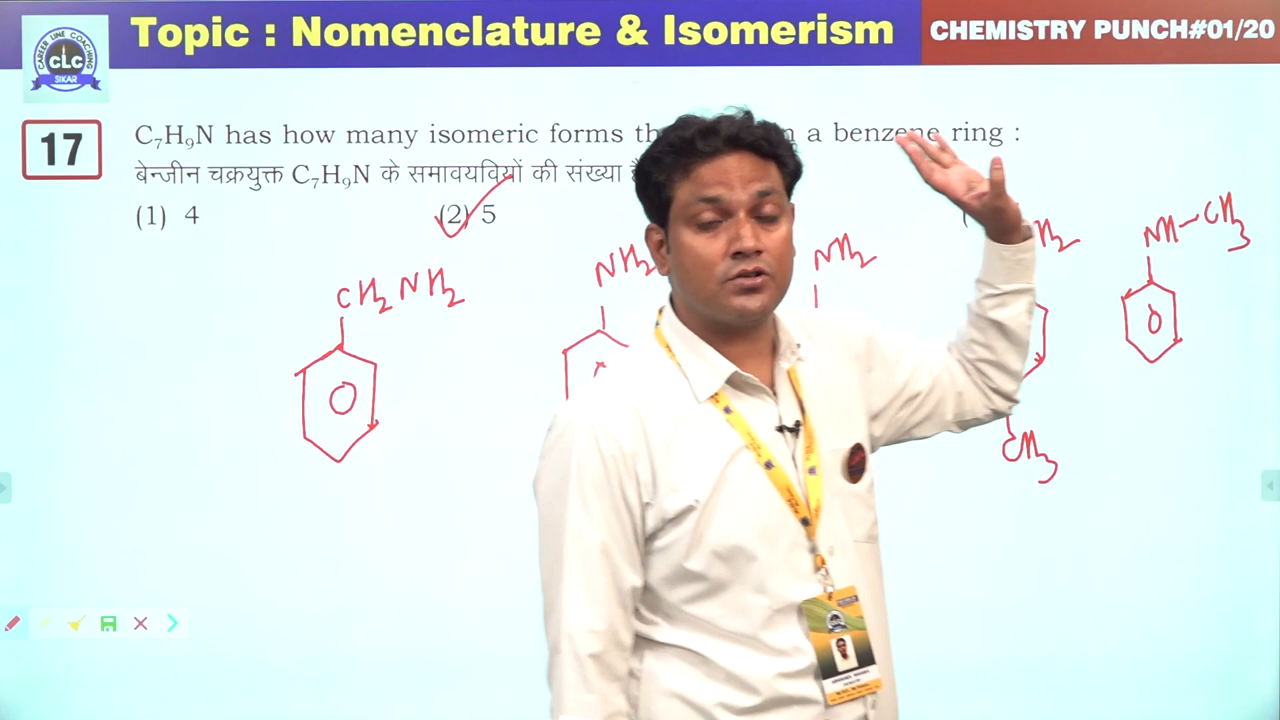 Topic : Nomenclature & Isomerism
CHEMISTRY PUNCH#01/20
CAREER LINE COACHING
CLC
SIKAR
17
C₇H₉N has how many isomeric forms a benzene ring :
बेन्जीन चक्रयुक्त C₇H₉N के समावयवियों की संख्या
(1) 4
(2) 5
CH₂NH₂
NH₂
NH₂
H₂
NH-CH₃
CH₃